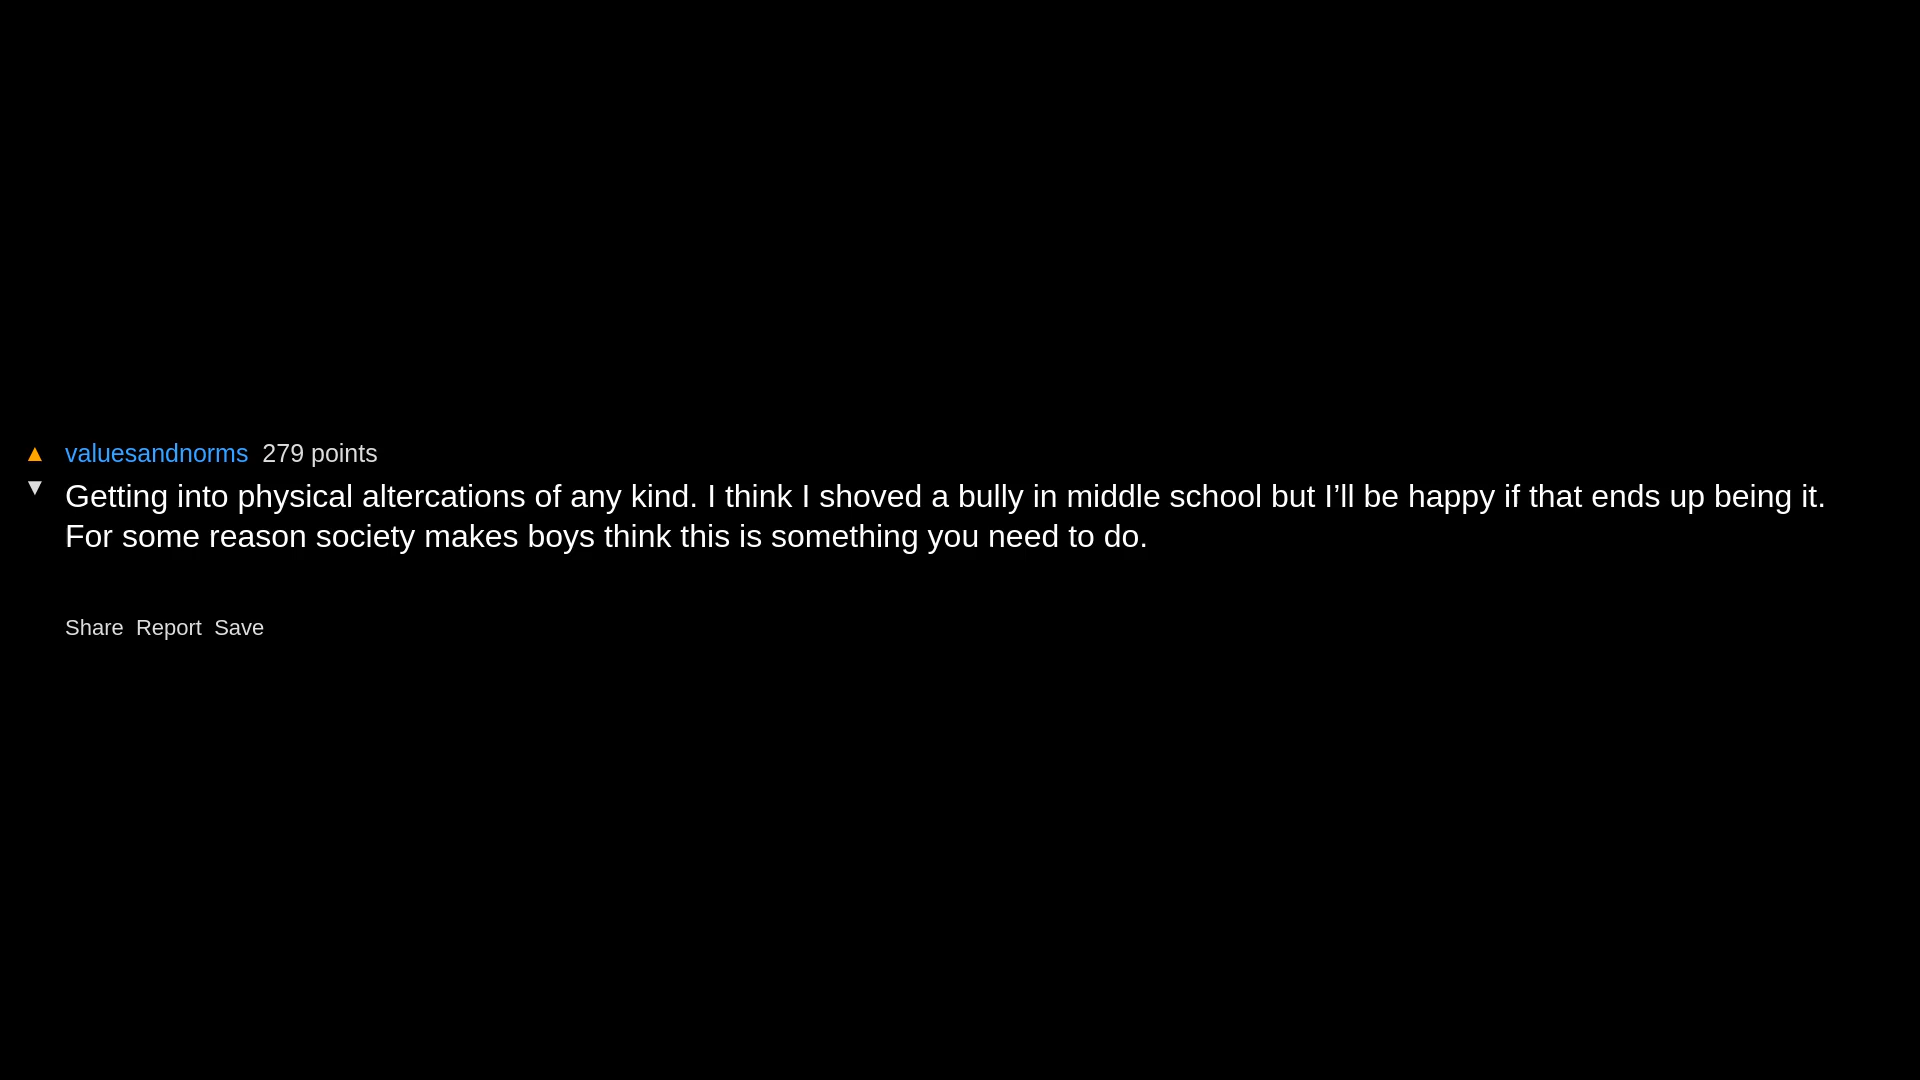 ▲ valuesandnorms 279 points
▼
Getting into physical altercations of any kind. I think I shoved a bully in middle school but I’ll be happy if that ends up being it.
For some reason society makes boys think this is something you need to do.
Share Report Save